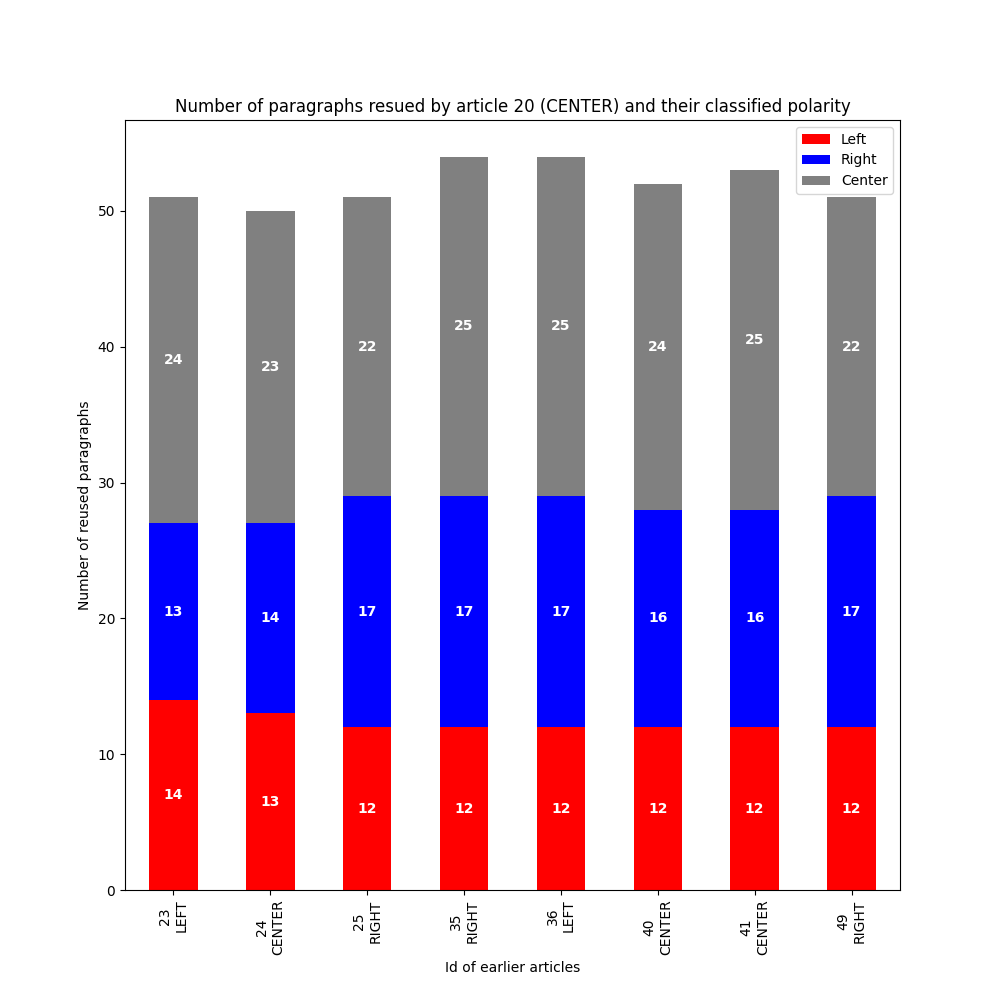 Number of paragraphs resued by article 20 (CENTER) and their classified polarity
Left
Right
Center
Number of reused paragraphs
50
40
30
20
10
0
24
23
22
25
25
24
25
22
13
14
17
17
17
16
16
17
14
13
12
12
12
12
12
12
23
LEFT
24
CENTER
25
RIGHT
35
RIGHT
36
LEFT
40
CENTER
41
CENTER
49
RIGHT
Id of earlier articles